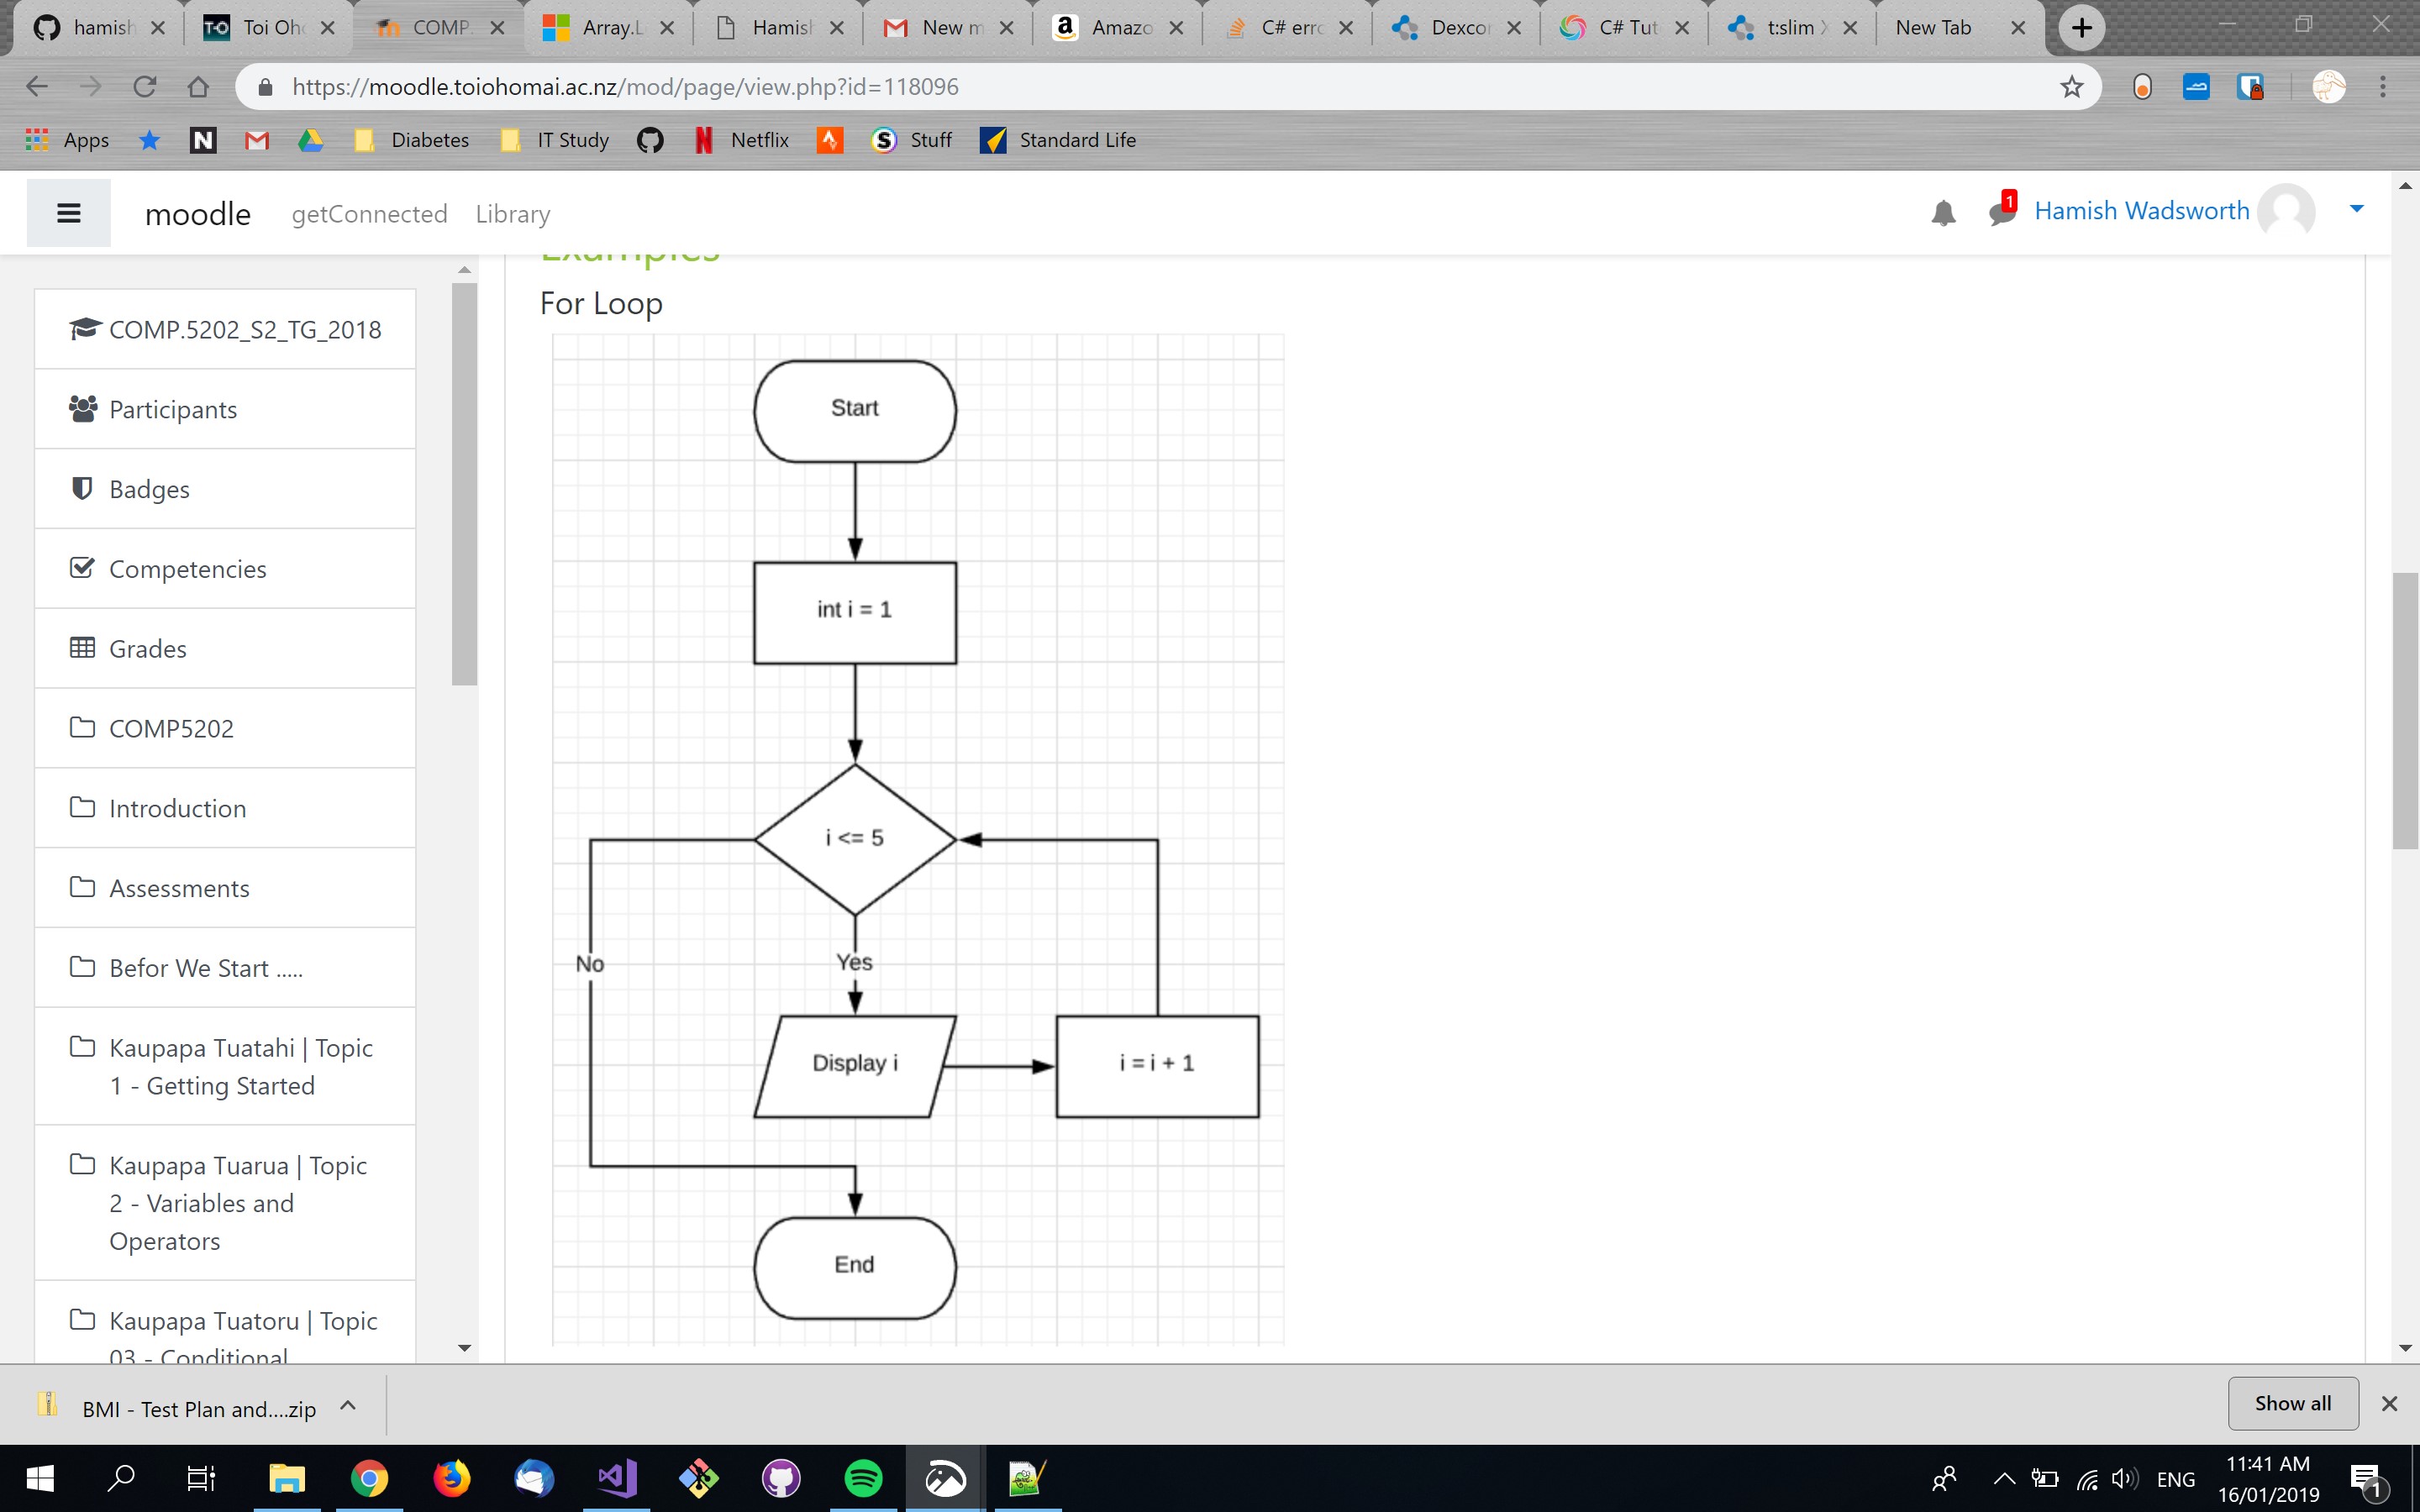 hamish
Toi Oh
COMP.
Array.L
Hamis
New m
Amazo
C# erro
Dexco
C# Tut
t:slim
New Tab
https://moodle.toiohomai.ac.nz/mod/page/view.php?id=118096
Apps
Diabetes
IT Study
Netflix
Stuff
Standard Life
moodle
getConnected
Library
1
Hamish Wadsworth
Examples
For Loop
COMP.5202_S2_TG_2018
Participants
Badges
Competencies
Grades
COMP5202
Introduction
Assessments
Befor We Start .....
Kaupapa Tuatahi | Topic
1 - Getting Started
Kaupapa Tuarua | Topic
2 - Variables and
Operators
Kaupapa Tuatoru | Topic
03 - Conditional
Start
int i = 1
i <= 5
No
Yes
Display i
i = i + 1
End
BMI - Test Plan and....zip
Show all
ENG
11:41 AM
16/01/2019
1